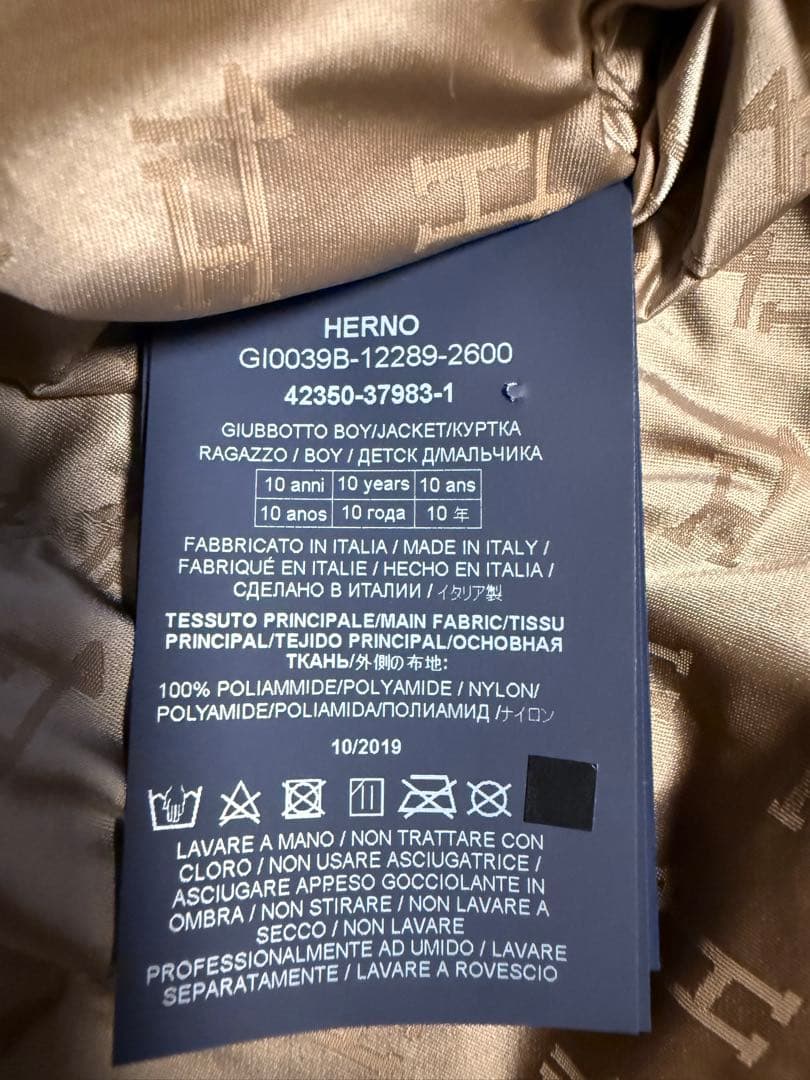 HERNO
GI0039B-12289-2600
42350-37983-1
GIUBBOTTO BOY/JACKET/КУРТКА
RAGAZZO / BOY / ДЕТСК Д/МАЛЬЧИКА
10 anni 10 years 10 ans
10 anos 10 года 10 年
FABBRICATO IN ITALIA / MADE IN ITALY /
FABRIQUÉ EN ITALIE / HECHO EN ITALIA /
СДЕЛАНО В ИТАЛИИ / イタリア製
TESSUTO PRINCIPALE/MAIN FABRIC/TISSU
PRINCIPAL/TEJIDO PRINCIPAL/ОСНОВНАЯ
ТКАНЬ/外側の布地:
100% POLIAMMIDE/POLYAMIDE / NYLON/
POLYAMIDE/POLIAMIDA/ПОЛИАМИД /ナイロン
10/2019
LAVARE A MANO / NON TRATTARE CON
CLORO / NON USARE ASCIUGATRICE /
ASCIUGARE APPESO GOCCIOLANTE IN
OMBRA / NON STIRARE / NON LAVARE A
SECCO / NON LAVARE
PROFESSIONALMENTE AD UMIDO / LAVARE
SEPARATAMENTE / LAVARE A ROVESCIO